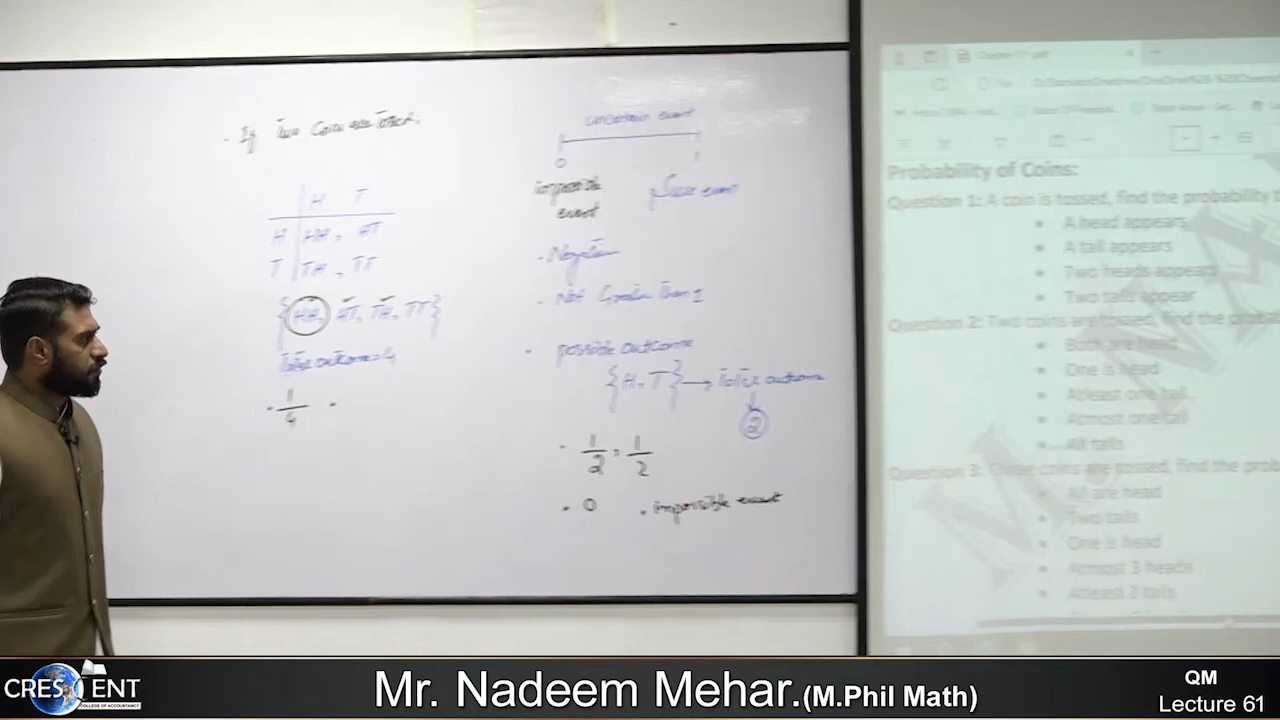 . If Two Coin are tosed.
H T
H HH, HT
T TH, TT
{HH, HT, TH, TT}
Total outcome = 4
. 1/4 .
uncertain event
0 1
impossible Sure event
event
. Negative
. Not Greater Than 1
. possible outcome
{H, T} → Total outcome
2
. 1/2, 1/2
. 0 . impossible event
Probability of Coins:
Question 1: A coin is tossed, find the probability
• A head appears
• A tail appears
• Two heads appears
• Two tails appear
Question 2: Two coins are tossed, find the
• Both are head
• One is head
• Atleast one tail
• Atmost one tail
• All tails
Question 3: Three coins are tossed, find the
• All are head
• Two tails
• One is head
• Atmost 3 heads
• Atleast 2 tails
CRESCENT
COLLEGE OF ACCOUNTANCY
Mr. Nadeem Mehar.(M.Phil Math)
QM
Lecture 61